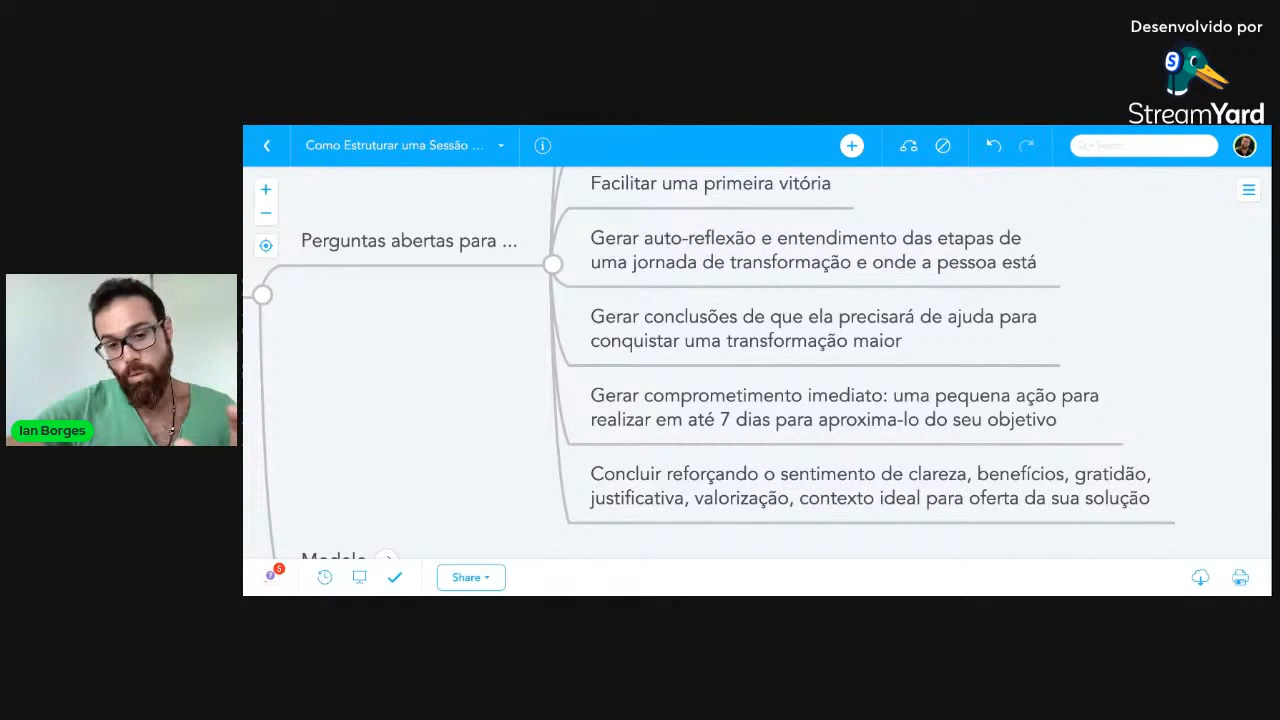 Desenvolvido por
StreamYard
Como Estruturar uma Sessão ...
Facilitar uma primeira vitória
Perguntas abertas para ...
Gerar auto-reflexão e entendimento das etapas de
uma jornada de transformação e onde a pessoa está
Gerar conclusões de que ela precisará de ajuda para
conquistar uma transformação maior
Gerar comprometimento imediato: uma pequena ação para
realizar em até 7 dias para aproxima-lo do seu objetivo
Concluir reforçando o sentimento de clareza, benefícios, gratidão,
justificativa, valorização, contexto ideal para oferta da sua solução
Ian Borges
Modelo
5
Share